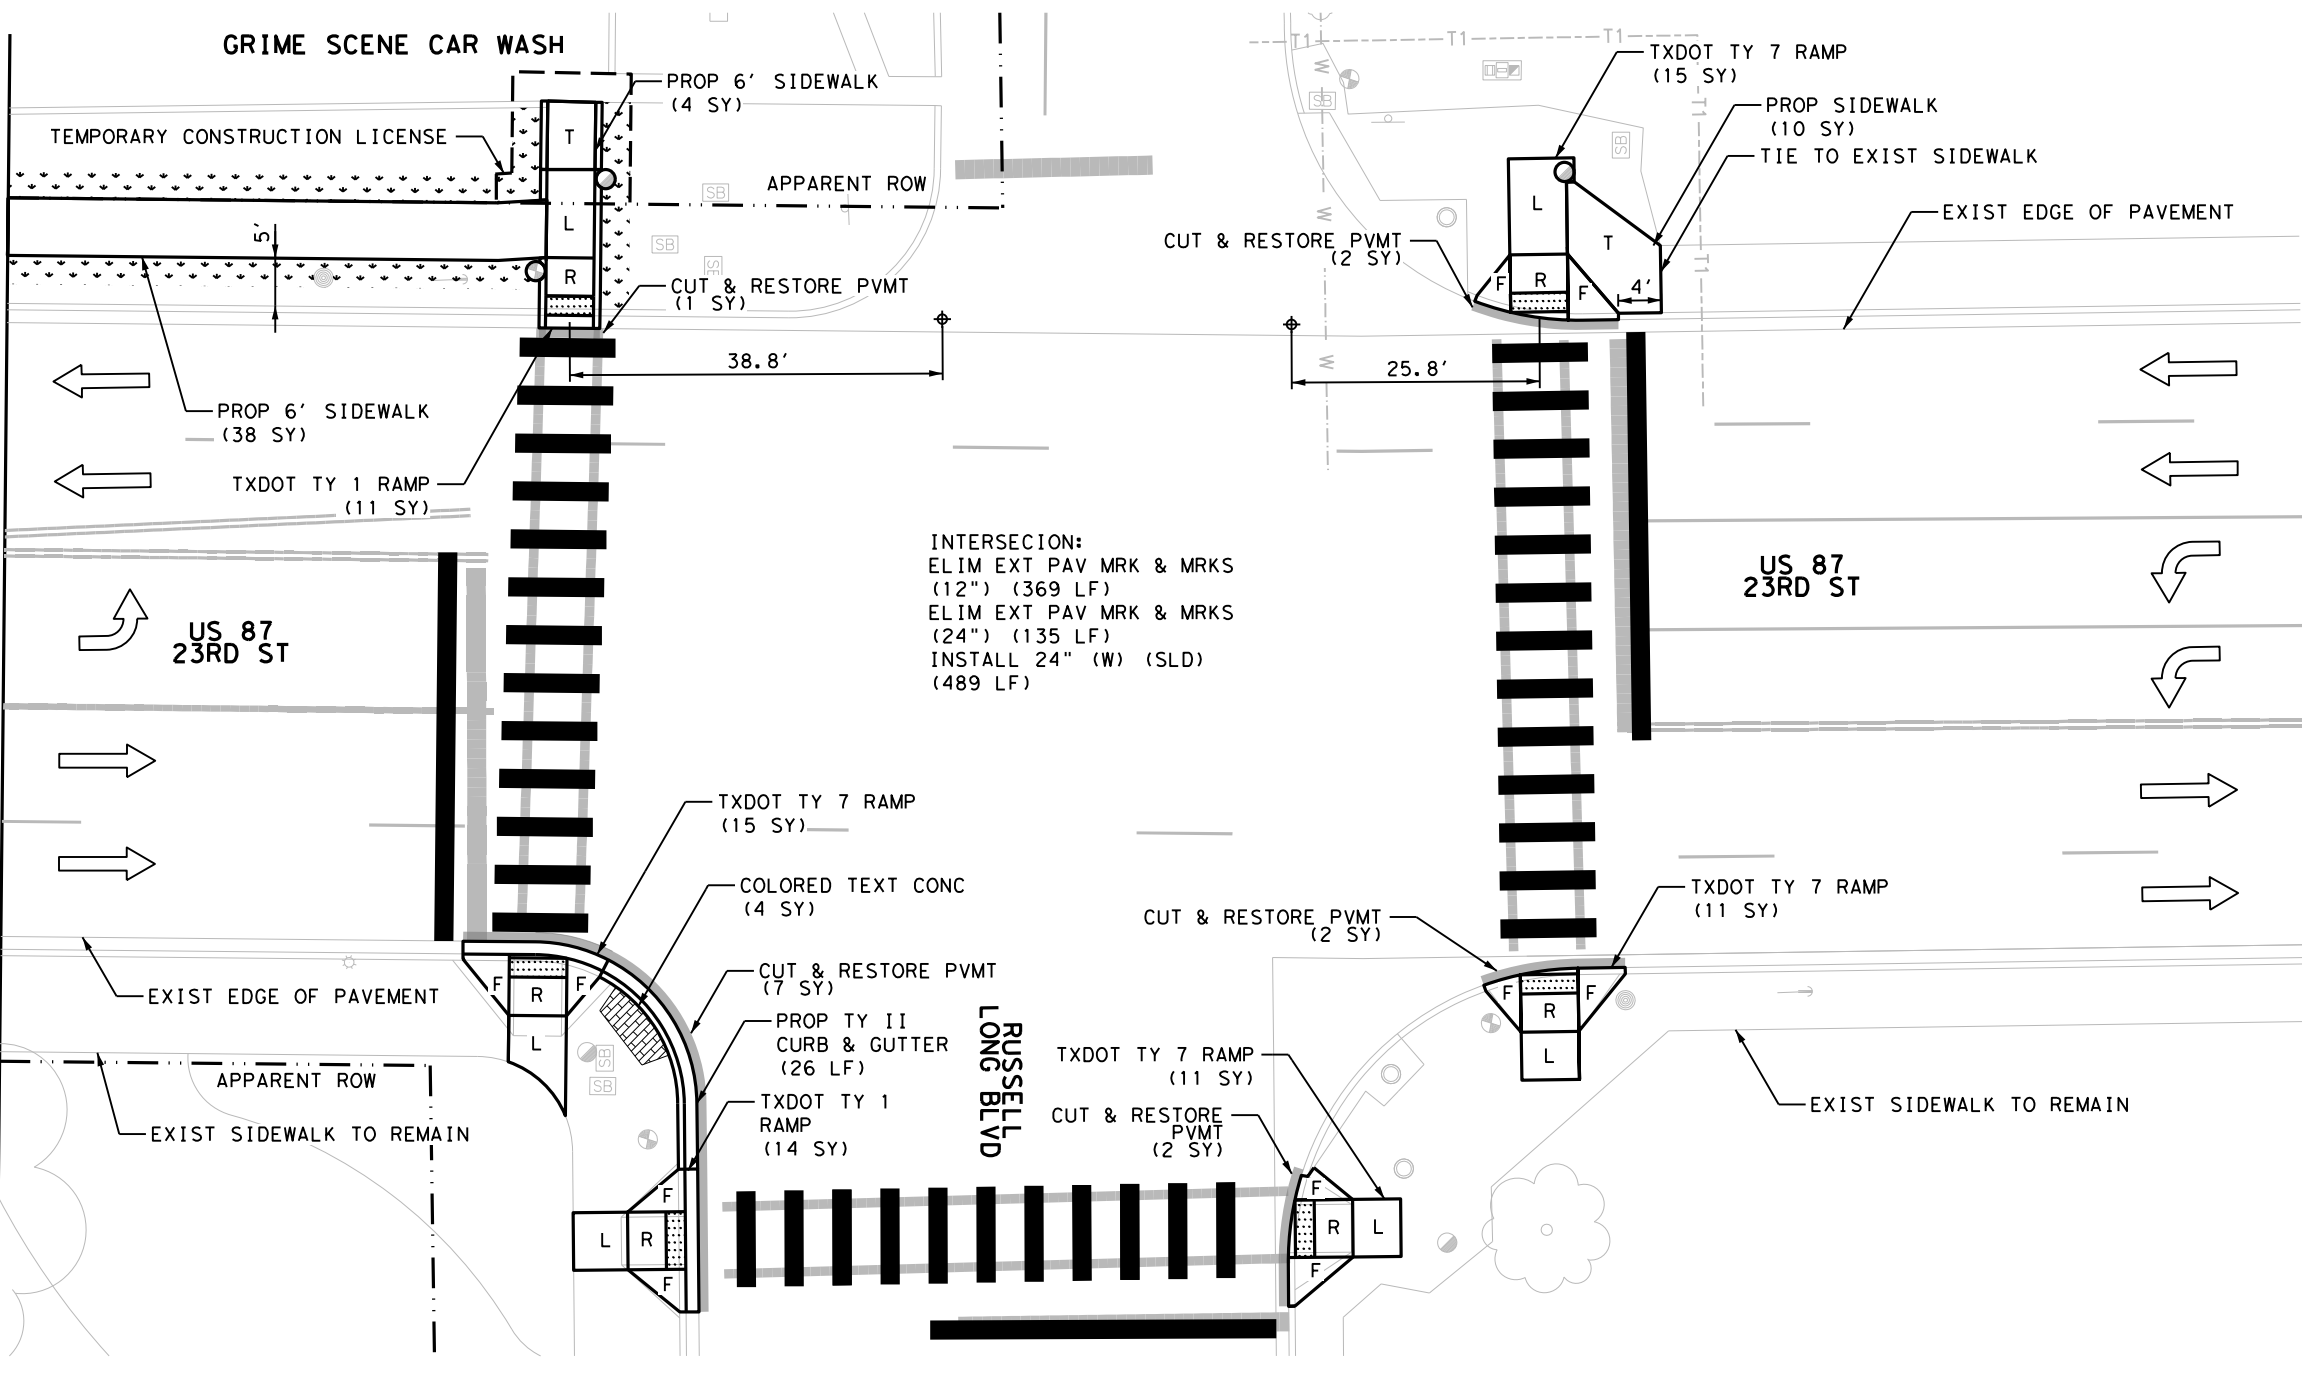 GRIME SCENE CAR WASH
PROP 6' SIDEWALK
(4 SY)
TEMPORARY CONSTRUCTION LICENSE
T
L
R
5'
SB
SB
SB
APPARENT ROW
CUT & RESTORE PVMT
(1 SY)
38.8'
PROP 6' SIDEWALK
(38 SY)
TXDOT TY 1 RAMP
(11 SY)
T1
T1
T1
T1
T1
W
W
W
SB
SB
TXDOT TY 7 RAMP
(15 SY)
PROP SIDEWALK
(10 SY)
TIE TO EXIST SIDEWALK
EXIST EDGE OF PAVEMENT
CUT & RESTORE PVMT
(2 SY)
L
T
F
R
F
4'
25.8'
INTERSECION:
ELIM EXT PAV MRK & MRKS
(12") (369 LF)
ELIM EXT PAV MRK & MRKS
(24") (135 LF)
INSTALL 24" (W) (SLD)
(489 LF)
US 87
23RD ST
US 87
23RD ST
TXDOT TY 7 RAMP
(15 SY)
COLORED TEXT CONC
(4 SY)
CUT & RESTORE PVMT
(7 SY)
PROP TY II
CURB & GUTTER
(26 LF)
TXDOT TY 1
RAMP
(14 SY)
F
R
F
L
SB
SB
EXIST EDGE OF PAVEMENT
APPARENT ROW
EXIST SIDEWALK TO REMAIN
F
L
R
F
RUSSELL
LONG BLVD
CUT & RESTORE PVMT
(2 SY)
TXDOT TY 7 RAMP
(11 SY)
F
F
R
L
TXDOT TY 7 RAMP
(11 SY)
CUT & RESTORE
PVMT
(2 SY)
F
R
L
F
EXIST SIDEWALK TO REMAIN